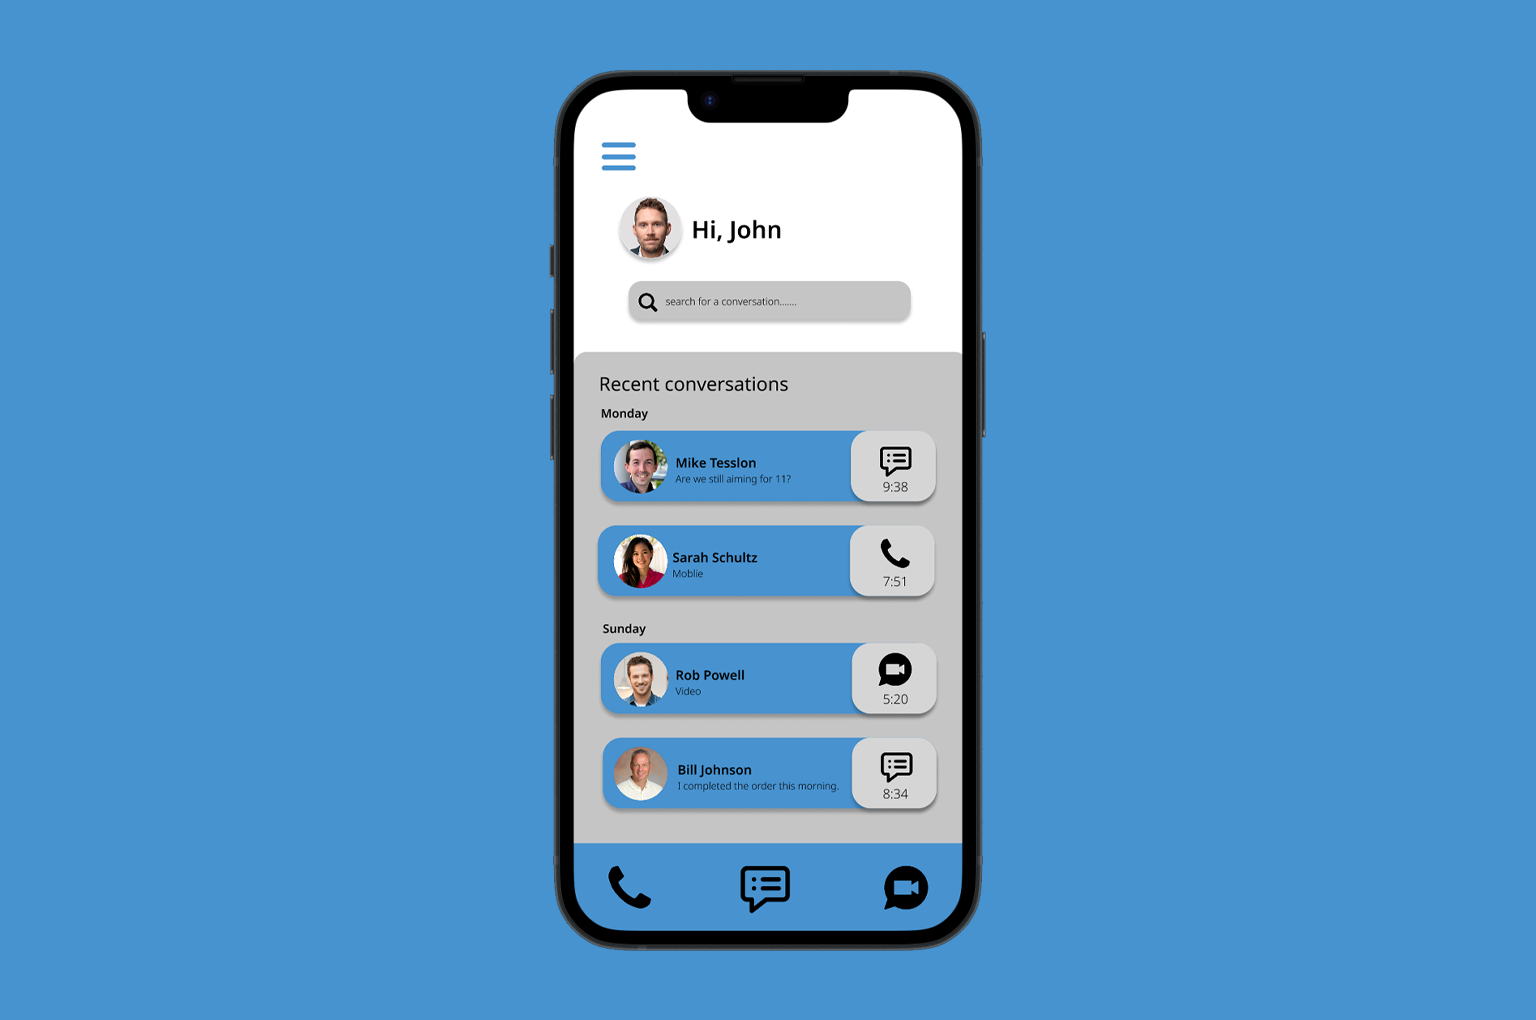 Hi, John
search for a conversation.......
Recent conversations
Monday
Mike Tesslon
Are we still aiming for 11?
9:38
Sarah Schultz
Moblie
7:51
Sunday
Rob Powell
Video
5:20
Bill Johnson
I completed the order this morning.
8:34